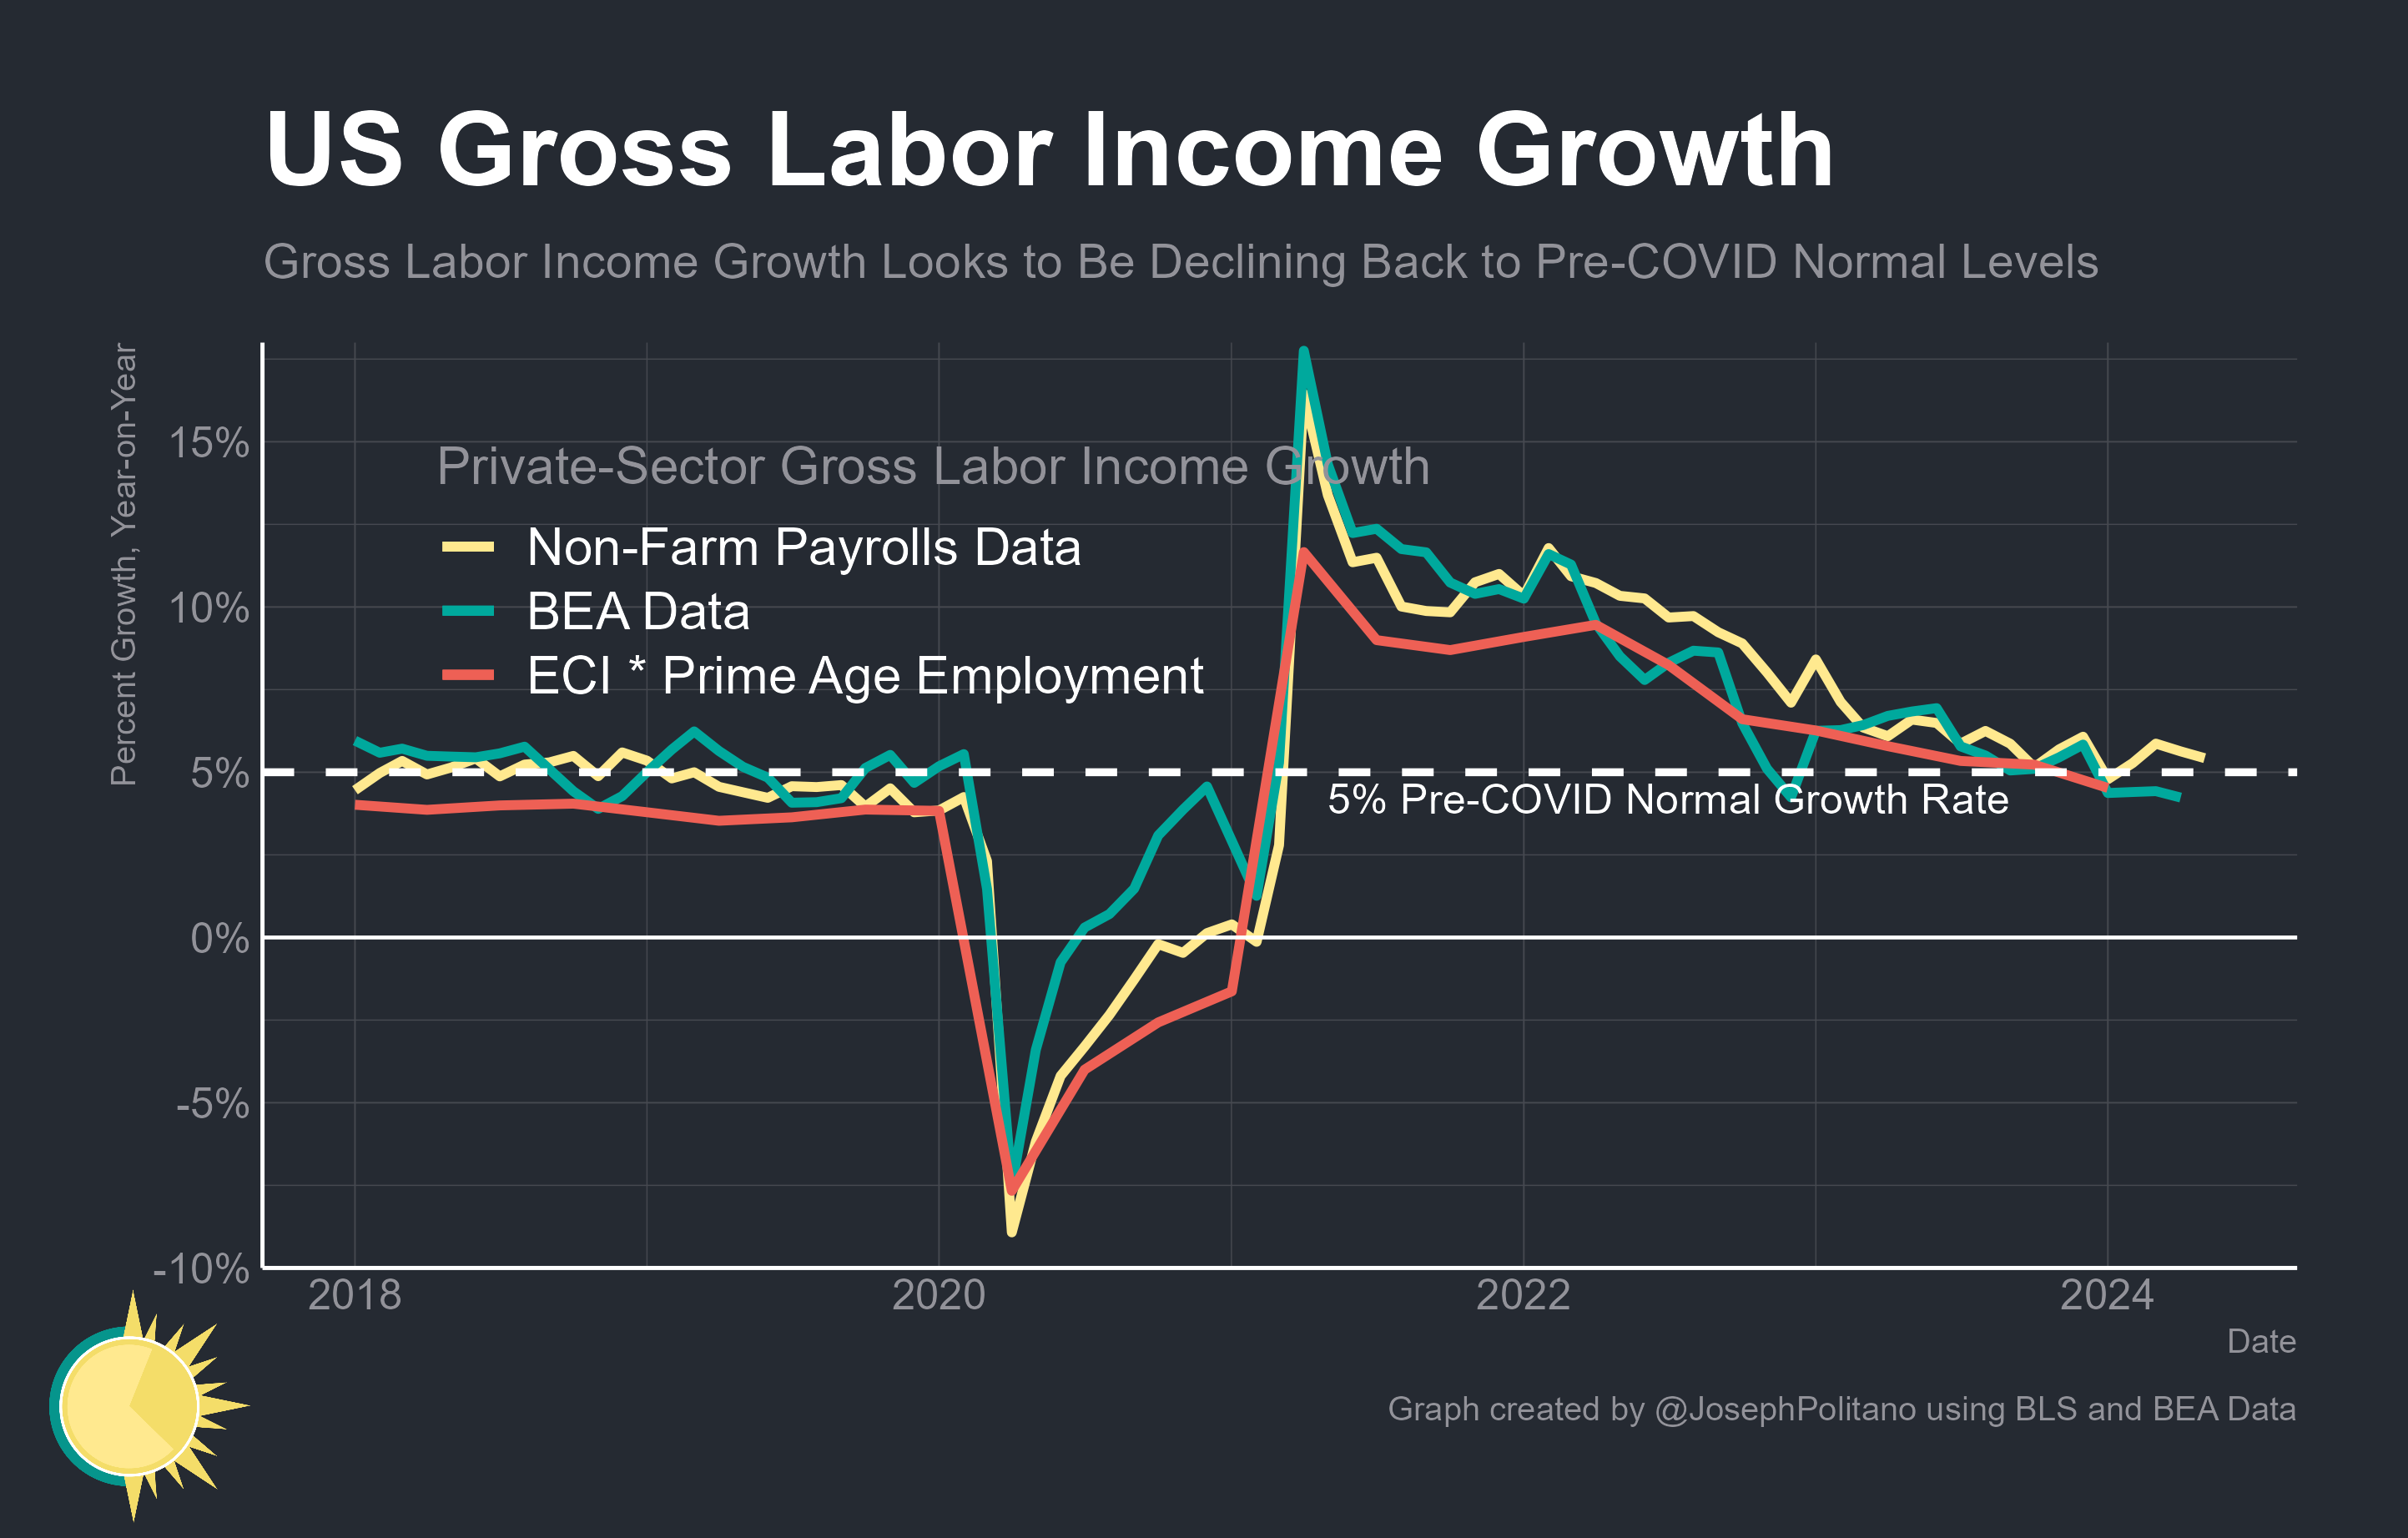 US Gross Labor Income Growth
Gross Labor Income Growth Looks to Be Declining Back to Pre-COVID Normal Levels
Percent Growth, Year-on-Year
15%
10%
5%
0%
-5%
-10%
Private-Sector Gross Labor Income Growth
Non-Farm Payrolls Data
BEA Data
ECI * Prime Age Employment
5% Pre-COVID Normal Growth Rate
2018
2020
2022
2024
Date
Graph created by @JosephPolitano using BLS and BEA Data